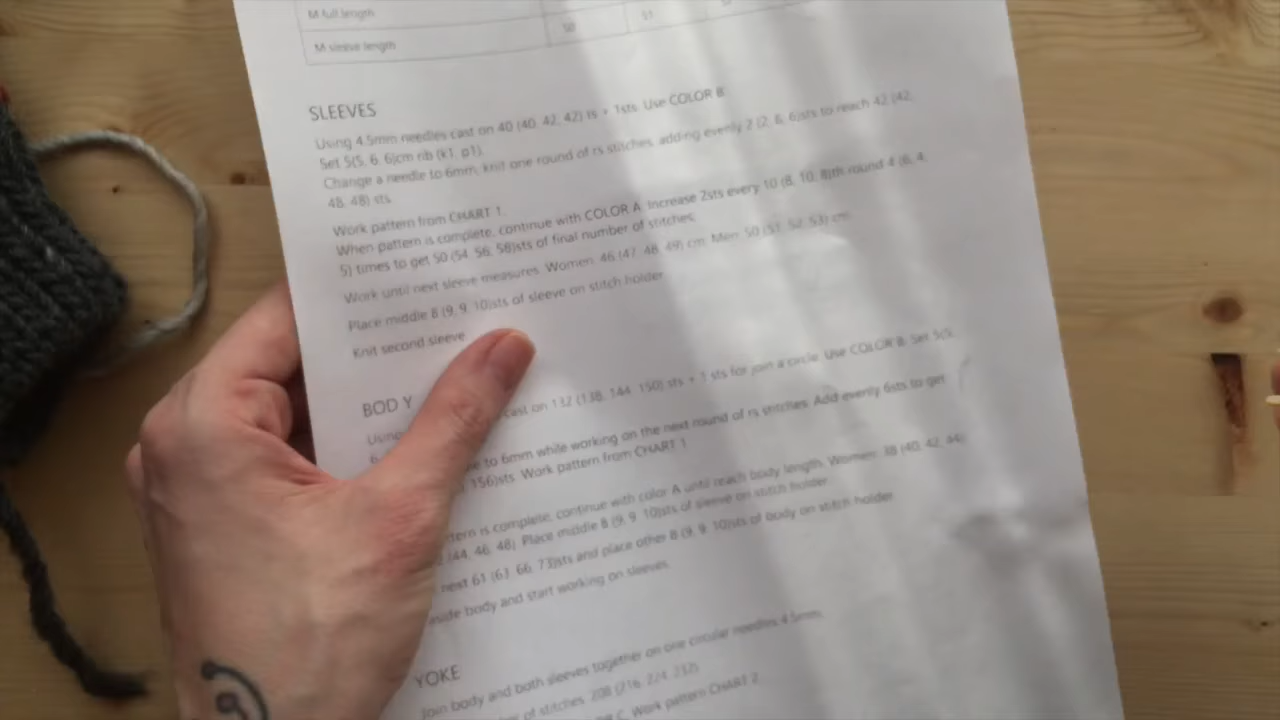 M full length
M sleeve length
50
51
SLEEVES
Using 4.5mm needles cast on 40 (40, 42, 42) rs + 1sts. Use COLOR B.
Set 5(5, 6, 6)cm rib (k1, p1).
Change a needle to 6mm, knit one round of rs stitches, adding evenly 2 (2, 6, 6)sts to reach 42 (42,
48, 48) sts.
Work pattern from CHART 1.
When pattern is complete, continue with COLOR A. Increase 2sts every 10 (8, 10, 8)th round 4 (6, 4,
5) times to get 50 (54, 56, 58)sts of final number of stitches.
Work until next sleeve measures. Women: 46 (47, 48, 49) cm. Men: 50 (51, 52, 53) cm.
Place middle 8 (9, 9, 10)sts of sleeve on stitch holder.
Knit second sleeve.
BOD Y
Using cast on 132 (138, 144, 150) sts + 1 sts for join a circle. Use COLOR B. Set 5(5,
6,
to 6mm while working on the next round of rs stitches. Add evenly 6sts to get
156)sts. Work pattern from CHART 1.
pattern is complete, continue with color A until reach body length. Women: 38 (40, 42, 44)
(44, 46, 48). Place middle 8 (9, 9, 10)sts of sleeve on stitch holder.
next 61 (63, 66, 73)sts and place other 8 (9, 9, 10)sts of body on stitch holder.
aside body and start working on sleeves.
YOKE
Join body and both sleeves together on one circular needles 4.5mm.
of stitches: 208 (216, 224, 232).
C. Work pattern CHART 2.